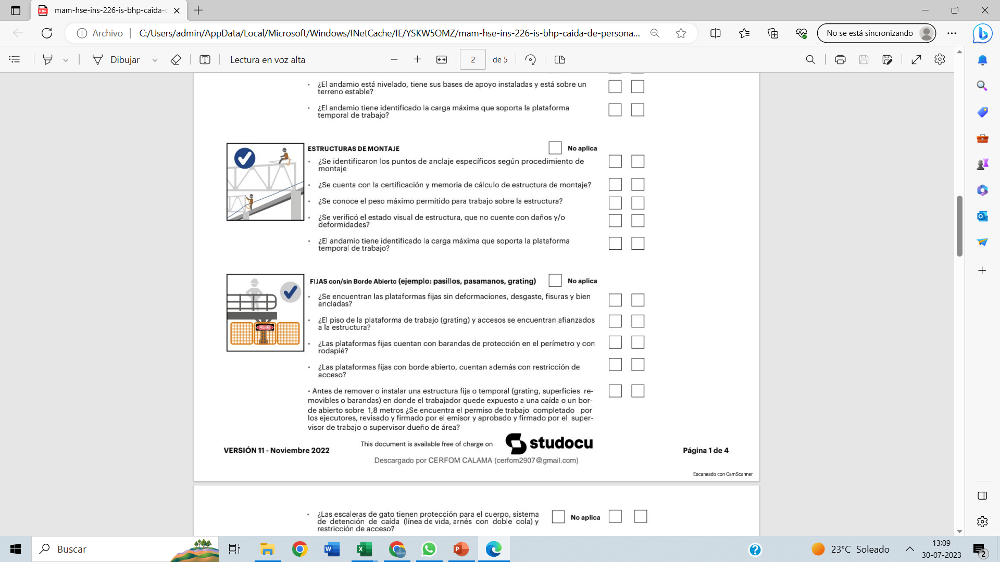 mam-hse-ins-226-is-bhp-caida-
Archivo
C:/Users/admin/AppData/Local/Microsoft/Windows/INetCache/IE/YSKW5OMZ/mam-hse-ins-226-is-bhp-caida-de-persona...
No se está sincronizando
Dibujar
Lectura en voz alta
2
de 5
• ¿El andamio está nivelado, tiene sus bases de apoyo instaladas y está sobre un
terreno estable?
• ¿El andamio tiene identificado la carga máxima que soporta la plataforma
temporal de trabajo?
ESTRUCTURAS DE MONTAJE
No aplica
• ¿Se identificaron los puntos de anclaje específicos según procedimiento de
montaje
• ¿Se cuenta con la certificación y memoria de cálculo de estructura de montaje?
• ¿Se conoce el peso máximo permitido para trabajo sobre la estructura?
• ¿Se verificó el estado visual de estructura, que no cuente con daños y/o
deformidades?
• ¿El andamio tiene identificado la carga máxima que soporta la plataforma
temporal de trabajo?
FIJAS con/sin Borde Abierto (ejemplo: pasillos, pasamanos, grating)
No aplica
PELIGRO
• ¿Se encuentran las plataformas fijas sin deformaciones, desgaste, fisuras y bien
ancladas?
• ¿El piso de la plataforma de trabajo (grating) y accesos se encuentran afianzados
a la estructura?
• ¿Las plataformas fijas cuentan con barandas de protección en el perímetro y con
rodapié?
• ¿Las plataformas fijas con borde abierto, cuentan además con restricción de
acceso?
• Antes de remover o instalar una estructura fija o temporal (grating, superficies re-
movibles o barandas) en donde el trabajador quede expuesto a una caída o un bor-
de abierto sobre 1,8 metros ¿Se encuentra el permiso de trabajo completado por
los ejecutores, revisado y firmado por el emisor y aprobado y firmado por el super-
visor de trabajo o supervisor dueño de área?
VERSIÓN 11 - Noviembre 2022
This document is available free of charge on
studocu
Página 1 de 4
Descargado por CERFOM CALAMA (cerfom2907@gmail.com)
Escaneado con CamScanner
• ¿Las escaleras de gato tienen protección para el cuerpo, sistema
de detención de caída (línea de vida, arnés con doble cola) y
restricción de acceso?
No aplica
Buscar
23°C Soleado
13:09
30-07-2023
2